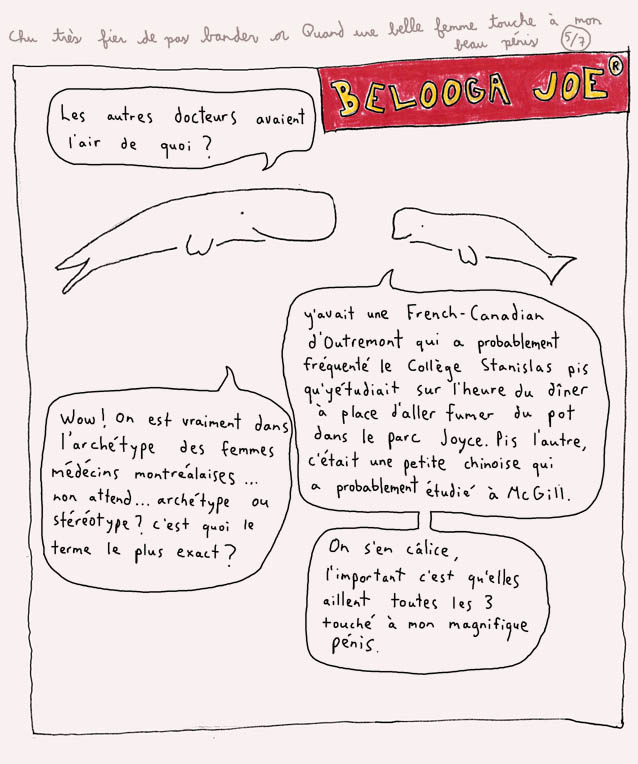 Chu très fier de pas bander or Quand une belle femme touche à mon
beau pénis 5/7
BELOOGA JOE®
Les autres docteurs avaient
l'air de quoi ?
y'avait une French-Canadian
d'Outremont qui a probablement
fréquenté le Collège Stanislas pis
qu'yétudiait sur l'heure du dîner
à place d'aller fumer du pot
dans le parc Joyce. Pis l'autre,
c'était une petite chinoise qui
a probablement étudié à McGill.
Wow! On est vraiment dans
l'archétype des femmes
médécins montréalaises ...
non attend... archétype ou
stéréotype? c'est quoi le
terme le plus exact?
On s'en câlice,
l'important c'est qu'elles
aillent toutes les 3
touché à mon magnifique
pénis.